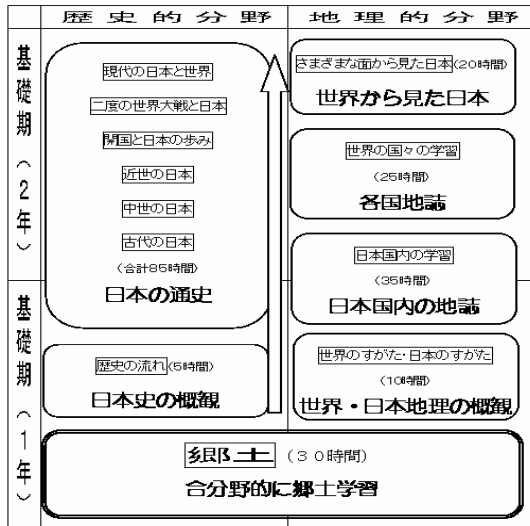 歴史的分野
地理的分野
基礎期（2年）
現代の日本と世界
二度の世界大戦と日本
開国と日本の歩み
近世の日本
中世の日本
古代の日本
(合計85時間)
日本の通史
さまざまな面から見た日本(20時間)
世界から見た日本
世界の国々の学習
(25時間)
各国地誌
日本国内の学習
(35時間)
日本国内の地誌
基礎期（1年）
歴史の流れ(5時間)
日本史の概観
世界のすがた・日本のすがた
(10時間)
世界・日本地理の概観
郷土（30時間）
合分野的に郷土学習